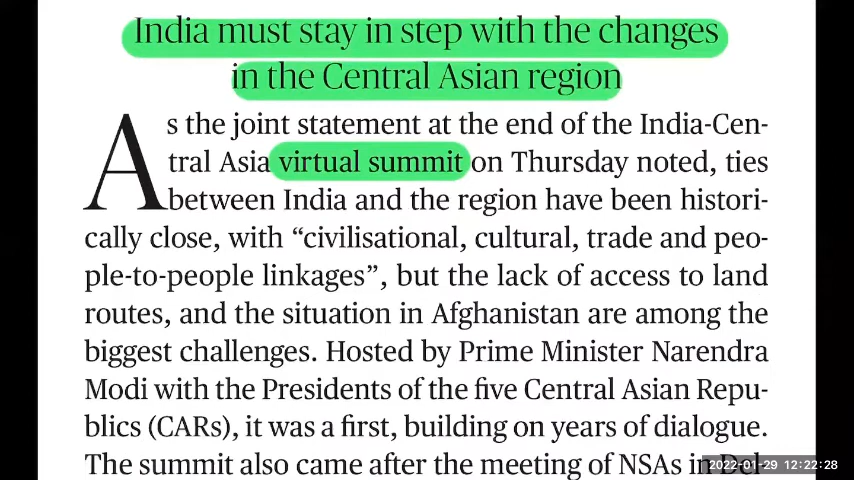 India must stay in step with the changes
in the Central Asian region
As the joint statement at the end of the India-Cen-
tral Asia virtual summit on Thursday noted, ties
between India and the region have been histori-
cally close, with “civilisational, cultural, trade and peo-
ple-to-people linkages”, but the lack of access to land
routes, and the situation in Afghanistan are among the
biggest challenges. Hosted by Prime Minister Narendra
Modi with the Presidents of the five Central Asian Repu-
blics (CARs), it was a first, building on years of dialogue.
The summit also came after the meeting of NSAs in Del-
2022-01-29 12:22:28